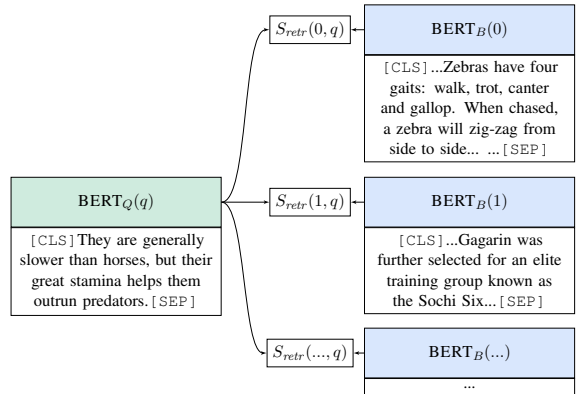 S_retr(0, q)
BERT_B(0)
[CLS]...Zebras have four
gaits: walk, trot, canter
and gallop. When chased,
a zebra will zig-zag from
side to side... ...[SEP]
BERT_Q(q)
[CLS]They are generally
slower than horses, but their
great stamina helps them
outrun predators.[SEP]
S_retr(1, q)
BERT_B(1)
[CLS]...Gagarin was
further selected for an elite
training group known as
the Sochi Six...[SEP]
S_retr(..., q)
BERT_B(...)
...